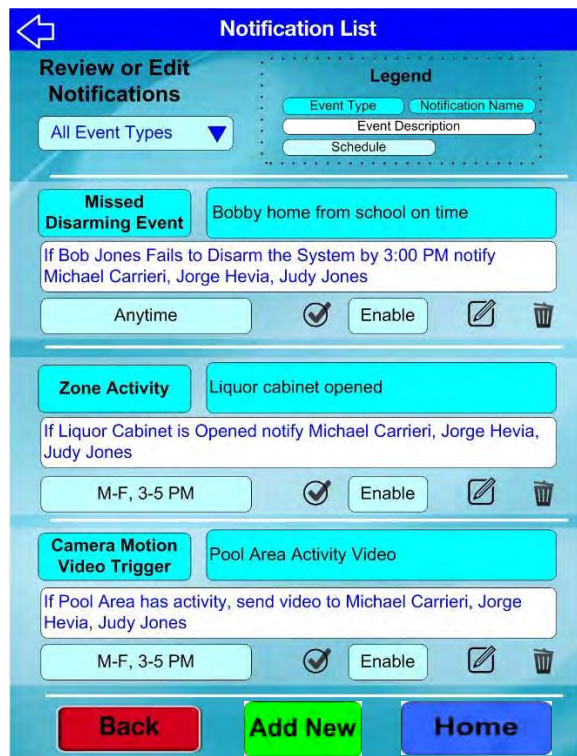 Notification List
Review or Edit
Notifications
All Event Types
Legend
Event Type
Notification Name
Event Description
Schedule
Missed
Disarming Event
Bobby home from school on time
If Bob Jones Fails to Disarm the System by 3:00 PM notify
Michael Carrieri, Jorge Hevia, Judy Jones
Anytime
Enable
Zone Activity
Liquor cabinet opened
If Liquor Cabinet is Opened notify Michael Carrieri, Jorge Hevia,
Judy Jones
M-F, 3-5 PM
Enable
Camera Motion
Video Trigger
Pool Area Activity Video
If Pool Area has activity, send video to Michael Carrieri, Jorge
Hevia, Judy Jones
M-F, 3-5 PM
Enable
Back
Add New
Home